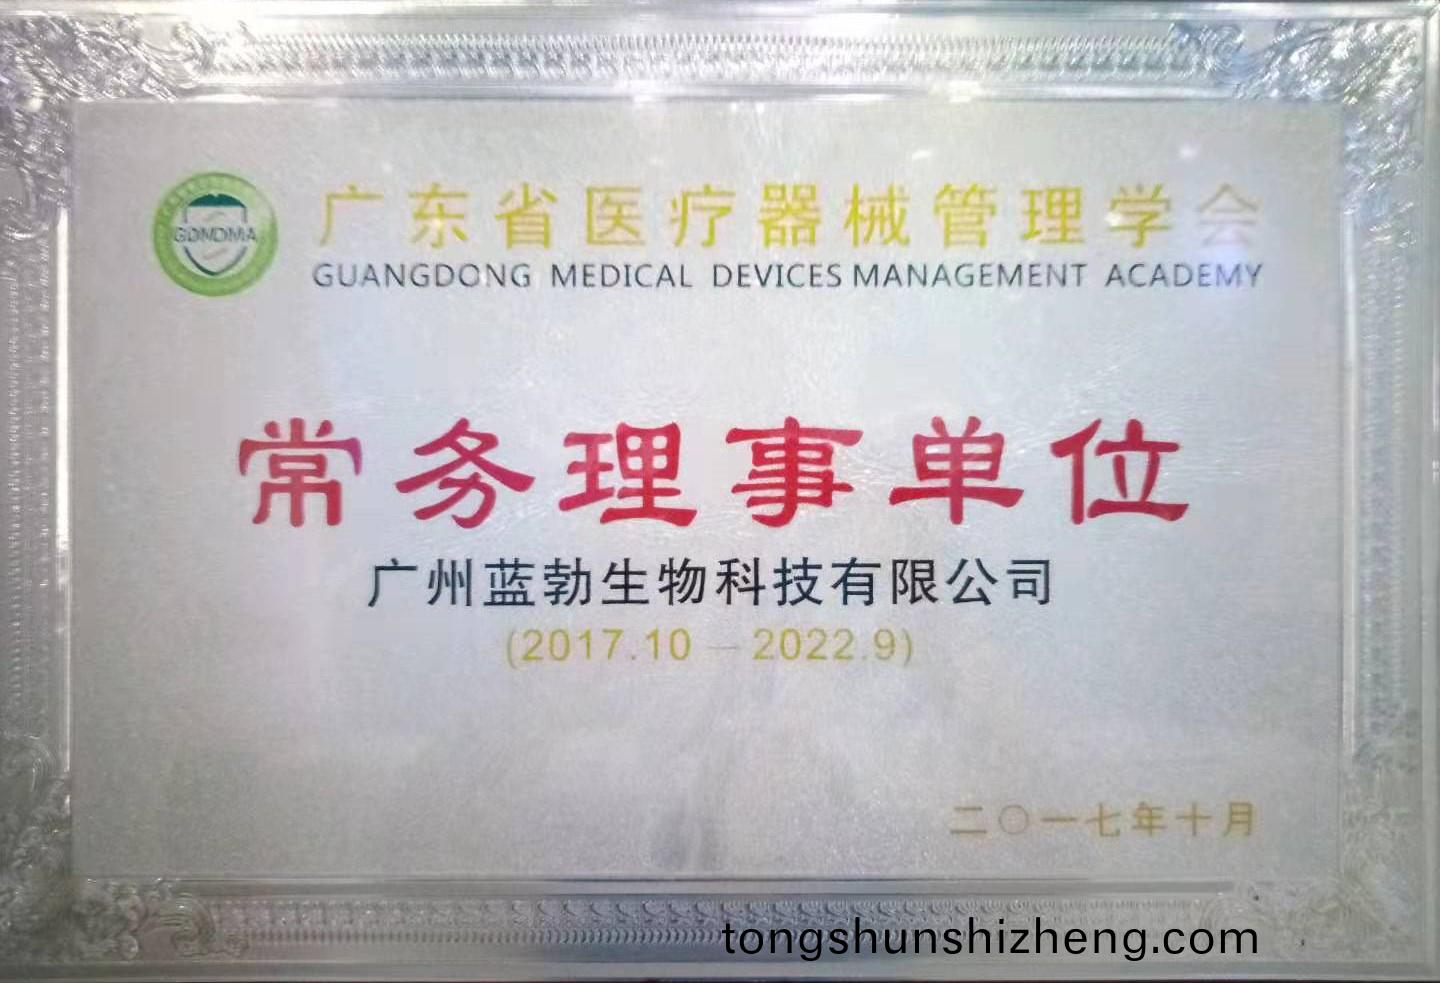 GDMDMA
广东省医疗器械管理学会
GUANGDONG MEDICAL DEVICES MANAGEMENT ACADEMY
常务理事单位
广州蓝勃生物科技有限公司
(2017.10 — 2022.9)
二〇一七年十月
tongshunshizheng.com